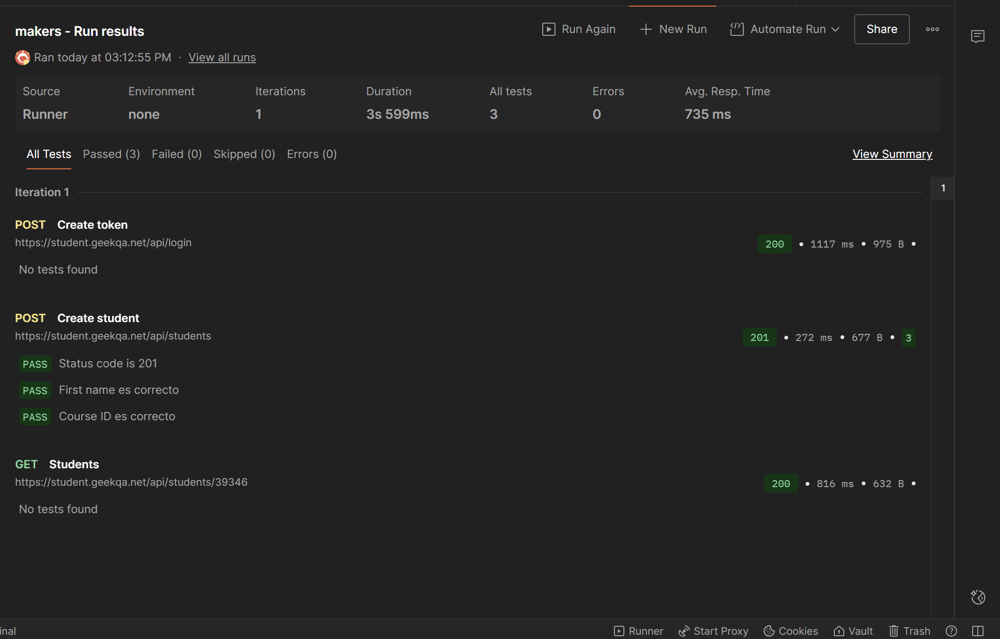 makers - Run results
Run Again
New Run
Automate Run
Share
Ran today at 03:12:55 PM · View all runs
Source Environment Iterations Duration All tests Errors Avg. Resp. Time
Runner none 1 3s 599ms 3 0 735 ms
All Tests Passed (3) Failed (0) Skipped (0) Errors (0) View Summary
Iteration 1
1
POST Create token
https://student.geekqa.net/api/login
200 • 1117 ms • 975 B •
No tests found
POST Create student
https://student.geekqa.net/api/students
201 • 272 ms • 677 B • 3
PASS Status code is 201
PASS First name es correcto
PASS Course ID es correcto
GET Students
https://student.geekqa.net/api/students/39346
200 • 816 ms • 632 B •
No tests found
inal Runner Start Proxy Cookies Vault Trash